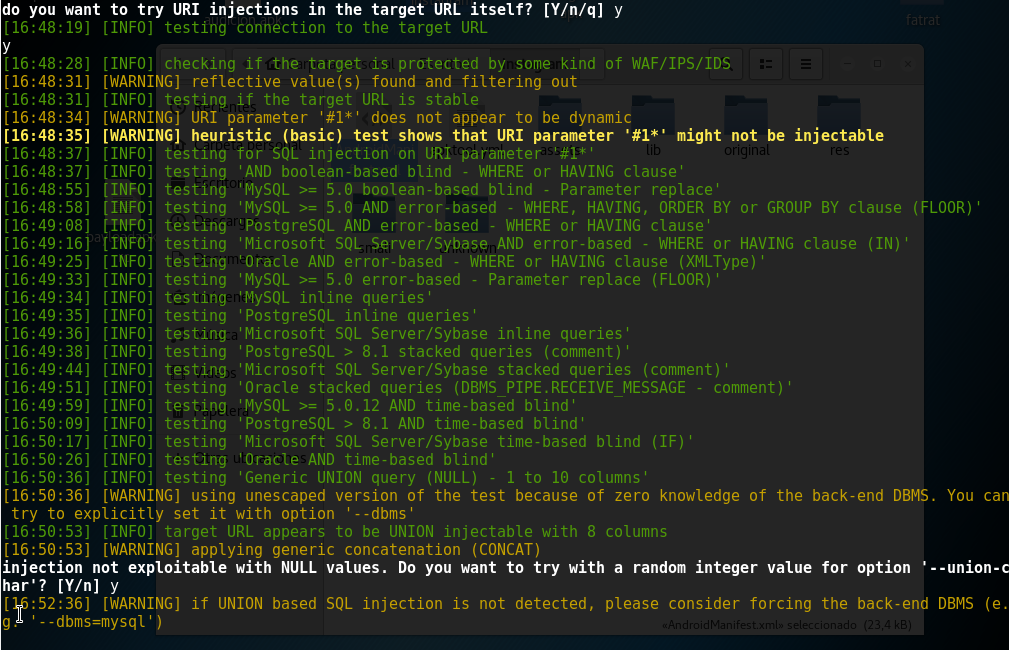 do you want to try URI injections in the target URL itself? [Y/n/q] y
[16:48:19] [INFO] testing connection to the target URL
y
[16:48:28] [INFO] checking if the target is protected by some kind of WAF/IPS/IDS
[16:48:31] [WARNING] reflective value(s) found and filtering out
[16:48:31] [INFO] testing if the target URL is stable
[16:48:34] [WARNING] URI parameter '#1*' does not appear to be dynamic
[16:48:35] [WARNING] heuristic (basic) test shows that URI parameter '#1*' might not be injectable
[16:48:37] [INFO] testing for SQL injection on URI parameter '#1*'
[16:48:37] [INFO] testing 'AND boolean-based blind - WHERE or HAVING clause'
[16:48:55] [INFO] testing 'MySQL >= 5.0 boolean-based blind - Parameter replace'
[16:48:58] [INFO] testing 'MySQL >= 5.0 AND error-based - WHERE, HAVING, ORDER BY or GROUP BY clause (FLOOR)'
[16:49:08] [INFO] testing 'PostgreSQL AND error-based - WHERE or HAVING clause'
[16:49:16] [INFO] testing 'Microsoft SQL Server/Sybase AND error-based - WHERE or HAVING clause (IN)'
[16:49:25] [INFO] testing 'Oracle AND error-based - WHERE or HAVING clause (XMLType)'
[16:49:33] [INFO] testing 'MySQL >= 5.0 error-based - Parameter replace (FLOOR)'
[16:49:34] [INFO] testing 'MySQL inline queries'
[16:49:35] [INFO] testing 'PostgreSQL inline queries'
[16:49:36] [INFO] testing 'Microsoft SQL Server/Sybase inline queries'
[16:49:38] [INFO] testing 'PostgreSQL > 8.1 stacked queries (comment)'
[16:49:44] [INFO] testing 'Microsoft SQL Server/Sybase stacked queries (comment)'
[16:49:51] [INFO] testing 'Oracle stacked queries (DBMS_PIPE.RECEIVE_MESSAGE - comment)'
[16:49:59] [INFO] testing 'MySQL >= 5.0.12 AND time-based blind'
[16:50:09] [INFO] testing 'PostgreSQL > 8.1 AND time-based blind'
[16:50:17] [INFO] testing 'Microsoft SQL Server/Sybase time-based blind (IF)'
[16:50:26] [INFO] testing 'Oracle AND time-based blind'
[16:50:36] [INFO] testing 'Generic UNION query (NULL) - 1 to 10 columns'
[16:50:36] [WARNING] using unescaped version of the test because of zero knowledge of the back-end DBMS. You can
try to explicitly set it with option '--dbms'
[16:50:53] [INFO] target URL appears to be UNION injectable with 8 columns
[16:50:53] [WARNING] applying generic concatenation (CONCAT)
injection not exploitable with NULL values. Do you want to try with a random integer value for option '--union-c
har'? [Y/n] y
[16:52:36] [WARNING] if UNION based SQL injection is not detected, please consider forcing the back-end DBMS (e.
g. '--dbms=mysql')
fatrat
lib
original
res
«AndroidManifest.xml» seleccionado (23,4 kB)